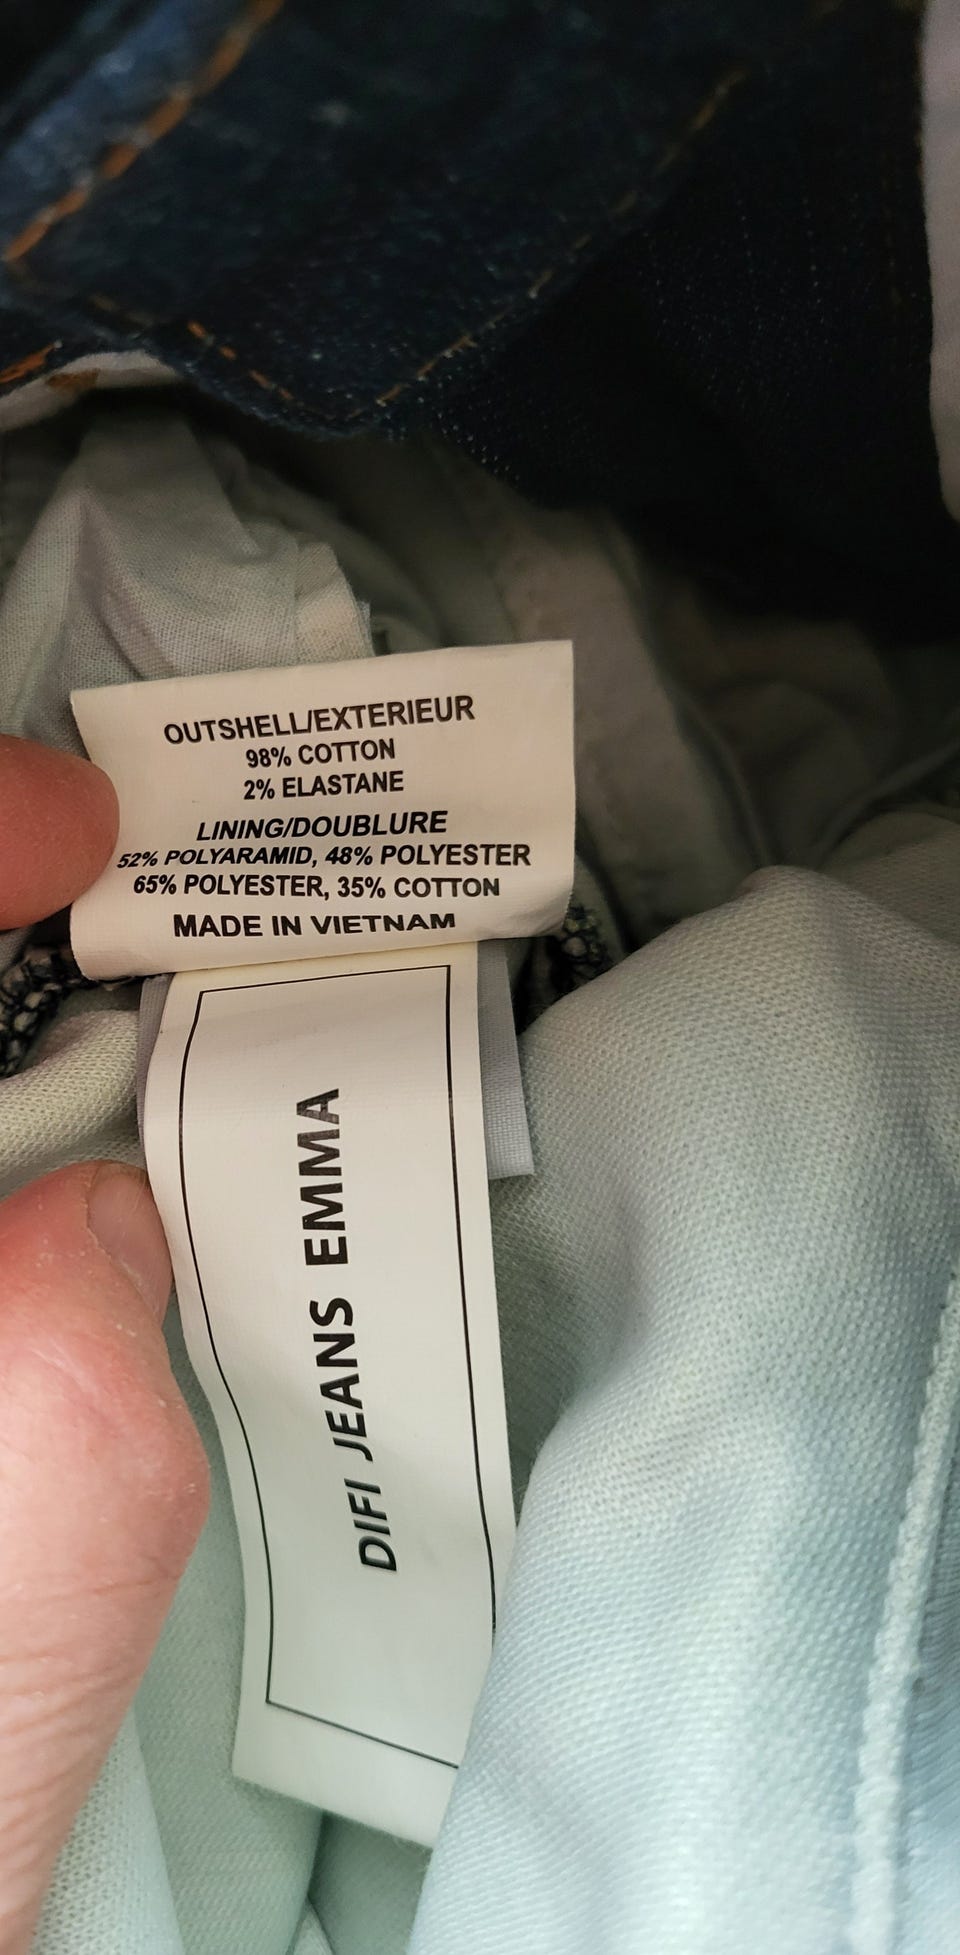 OUTSHELL/EXTERIEUR
98% COTTON
2% ELASTANE
LINING/DOUBLURE
52% POLYARAMID, 48% POLYESTER
65% POLYESTER, 35% COTTON
MADE IN VIETNAM
DIFI JEANS EMMA